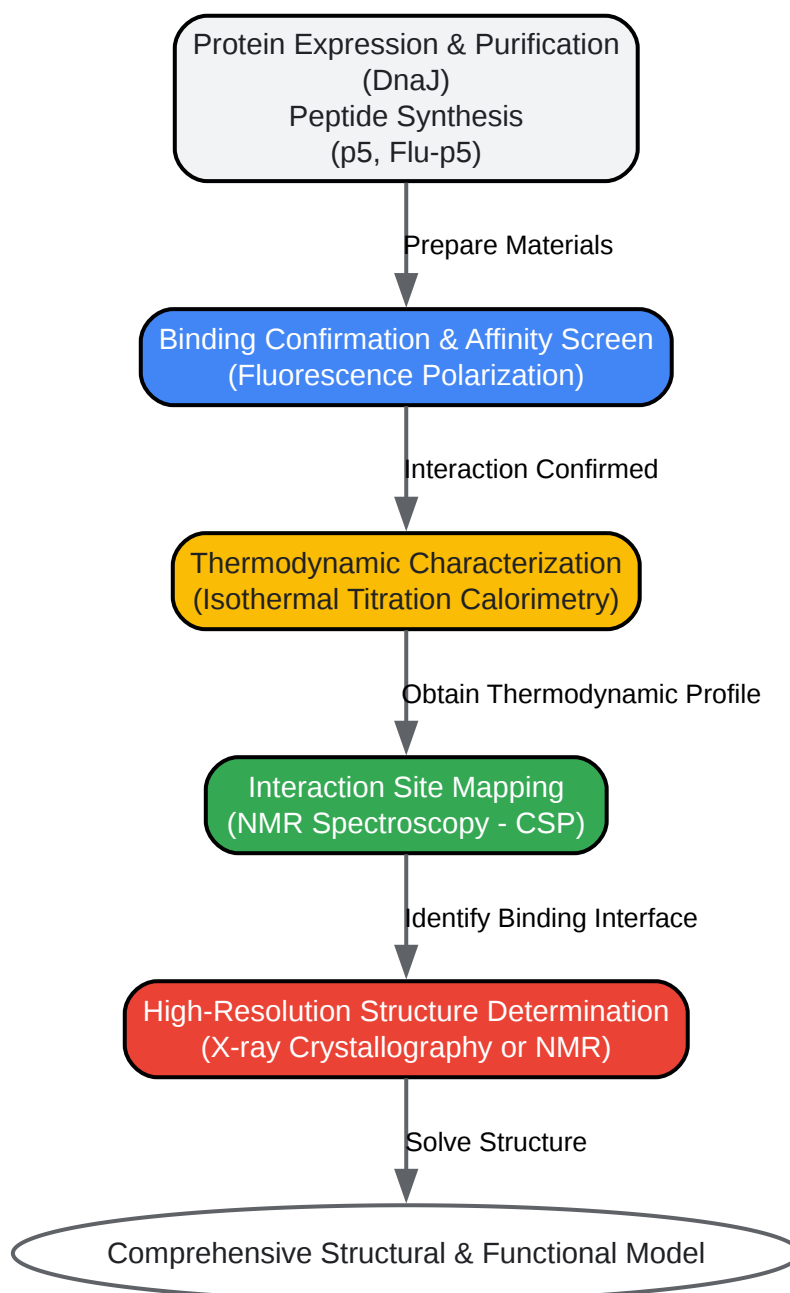 Protein Expression & Purification
(DnaJ)
Peptide Synthesis
(p5, Flu-p5)
Prepare Materials
Binding Confirmation & Affinity Screen
(Fluorescence Polarization)
Interaction Confirmed
Thermodynamic Characterization
(Isothermal Titration Calorimetry)
Obtain Thermodynamic Profile
Interaction Site Mapping
(NMR Spectroscopy - CSP)
Identify Binding Interface
High-Resolution Structure Determination
(X-ray Crystallography or NMR)
Solve Structure
Comprehensive Structural & Functional Model